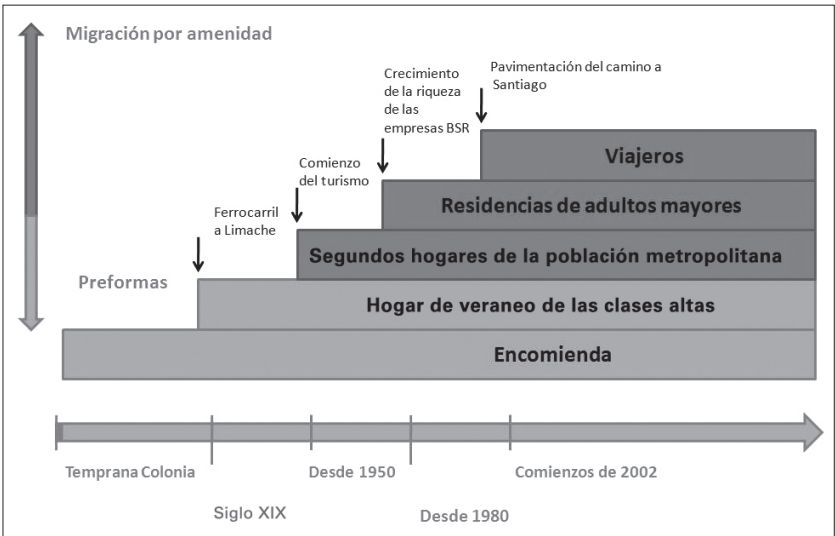 Migración por amenidad
Pavimentación del camino a
Santiago
Crecimiento
de la riqueza
de las
empresas BSR
Comienzo
del turismo
Ferrocarril
a Limache
Preformas
Viajeros
Residencias de adultos mayores
Segundos hogares de la población metropolitana
Hogar de veraneo de las clases altas
Encomienda
Temprana Colonia
Siglo XIX
Desde 1950
Desde 1980
Comienzos de 2002